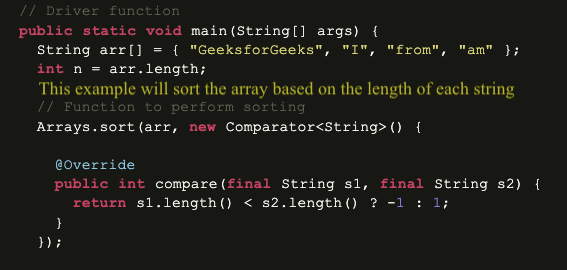 // Driver function
public static void main(String[] args) {
String arr[] = { "GeeksforGeeks", "I", "from", "am" };
int n = arr.length;
This example will sort the array based on the length of each string
// Function to perform sorting
Arrays.sort(arr, new Comparator<String>() {
@Override
public int compare(final String s1, final String s2) {
return s1.length() < s2.length() ? -1 : 1;
}
});